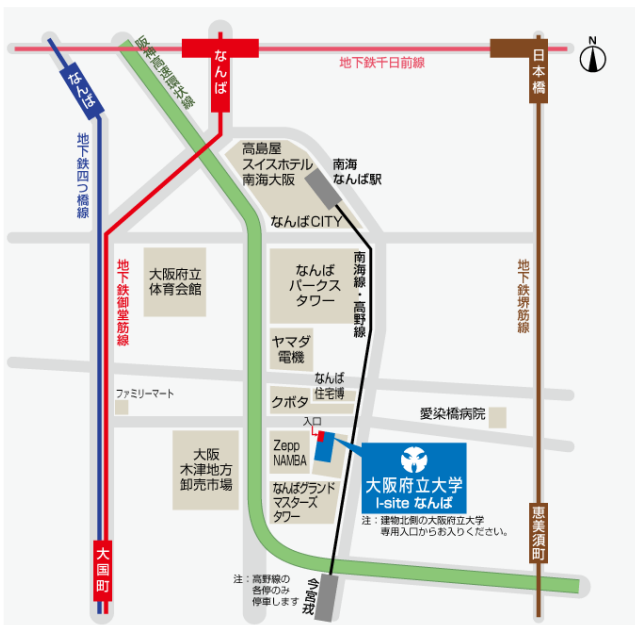 N
なんば
なんば
日本橋
阪神高速環状線
地下鉄千日前線
高島屋
スイスホテル
南海大阪
南海
なんば駅
地下鉄四つ橋線
なんばCITY
地下鉄御堂筋線
大阪府立
体育会館
なんば
パークス
タワー
南海線・高野線
地下鉄堺筋線
ヤマダ
電機
なんば
住宅博
ファミリーマート
クボタ
入口
愛染橋病院
大阪
木津地方
卸売市場
Zepp
NAMBA
大阪府立大学
I-site なんば
なんばグランド
マスターズ
タワー
注：建物北側の大阪府立大学
専用入口からお入りください。
恵美須町
大国町
注：高野線の
各停のみ
停車します
今宮戎